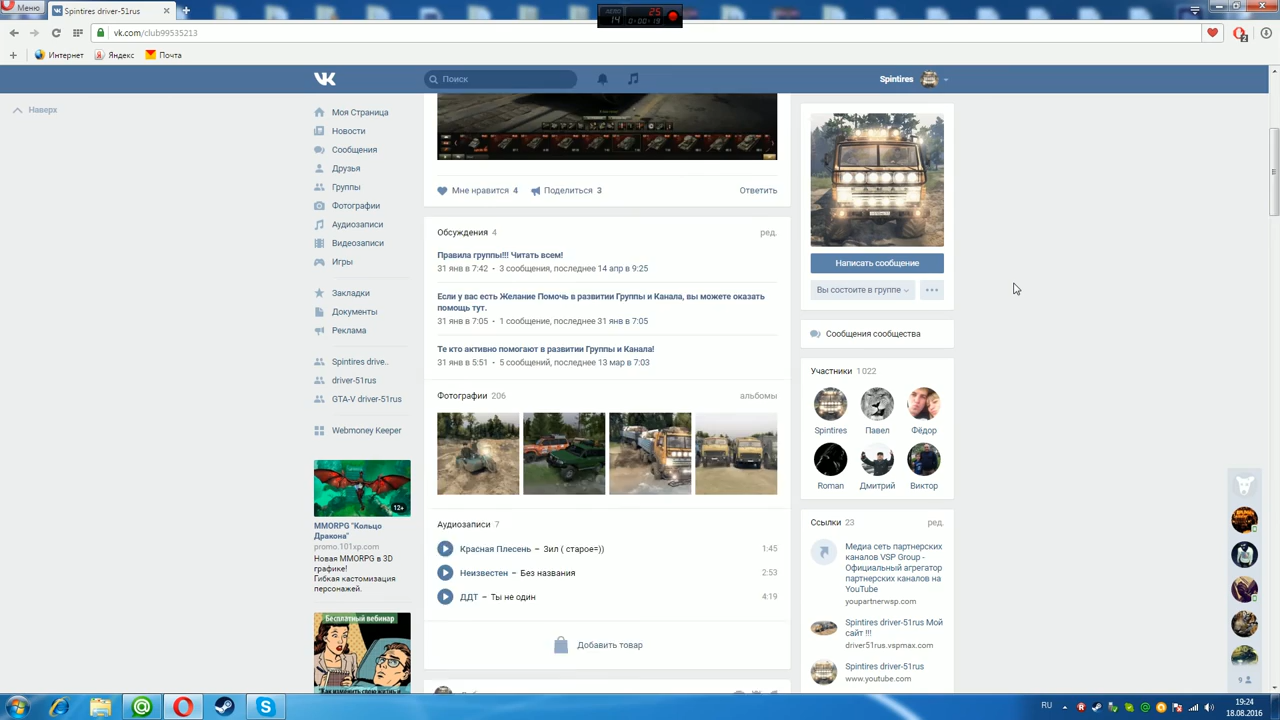 Меню
Spintires driver-51rus
25
14
0:00:19
vk.com/club99535213
Интернет
Яндекс
Почта
Поиск
Spintires
Наверх
Моя Страница
Новости
Сообщения
Друзья
Группы
Фотографии
Аудиозаписи
Видеозаписи
Игры
Закладки
Документы
Реклама
Spintires drive..
driver-51rus
GTA-V driver-51rus
Webmoney Keeper
12+
MMORPG "Кольцо
Дракона"
promo.101xp.com
Новая MMORPG в 3D
графике!
Гибкая кастомизация
персонажей.
Бесплатный вебинар
Мне нравится 4
Поделиться 3
Ответить
Обсуждения 4
ред.
Правила группы!!! Читать всем!
31 янв в 7:42 • 3 сообщения, последнее 14 апр в 9:25
Если у вас есть Желание Помочь в развитии Группы и Канала, вы можете оказать
помощь тут.
31 янв в 7:05 • 1 сообщение, последнее 31 янв в 7:05
Те кто активно помогают в развитии Группы и Канала!
31 янв в 5:51 • 5 сообщений, последнее 13 мар в 7:03
Фотографии 206
альбомы
Аудиозаписи 7
Красная Плесень – Зил ( старое=))
1:45
Неизвестен – Без названия
2:53
ДДТ – Ты не один
4:19
Добавить товар
Написать сообщение
Вы состоите в группе
Сообщения сообщества
Участники 1 022
Spintires
Павел
Фёдор
Roman
Дмитрий
Виктор
Ссылки 23
ред.
Медиа сеть партнерских
каналов VSP Group -
Официальный агрегатор
партнерских каналов на
YouTube
youpartnerwsp.com
Spintires driver-51rus Мой
сайт !!!
driver51rus.vspmax.com
Spintires driver-51rus
www.youtube.com
9
RU
19:24
18.08.2016